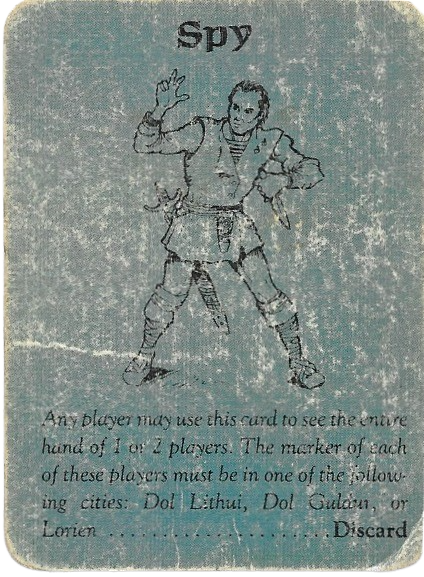 Spy
Any player may use this card to see the entire
hand of 1 or 2 players. The marker of each
of these players must be in one of the follow-
ing cities: Dol Lithui, Dol Guldur, or
Lorien . . . . . . . . . . . . . . . . . . . . . . Discard